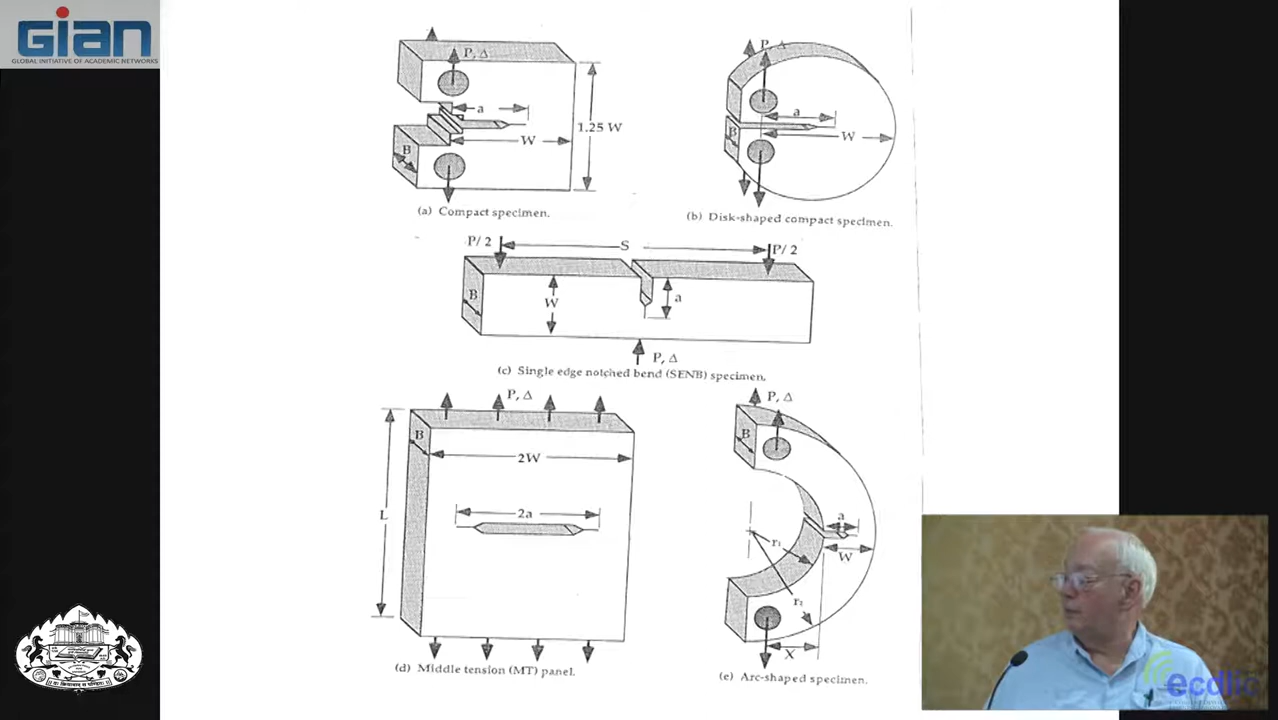 GIAN
GLOBAL INITIATIVE OF ACADEMIC NETWORKS
P, Δ
a
W
1.25 W
B
(a) Compact specimen.
P, Δ
a
W
B
(b) Disk-shaped compact specimen.
P/ 2
S
P/ 2
B
W
a
P, Δ
(c) Single edge notched bend (SENB) specimen.
P, Δ
B
2W
L
2a
(d) Middle tension (MT) panel.
P, Δ
B
a
r₁
W
r₂
X
(e) Arc-shaped specimen.
ecdlic